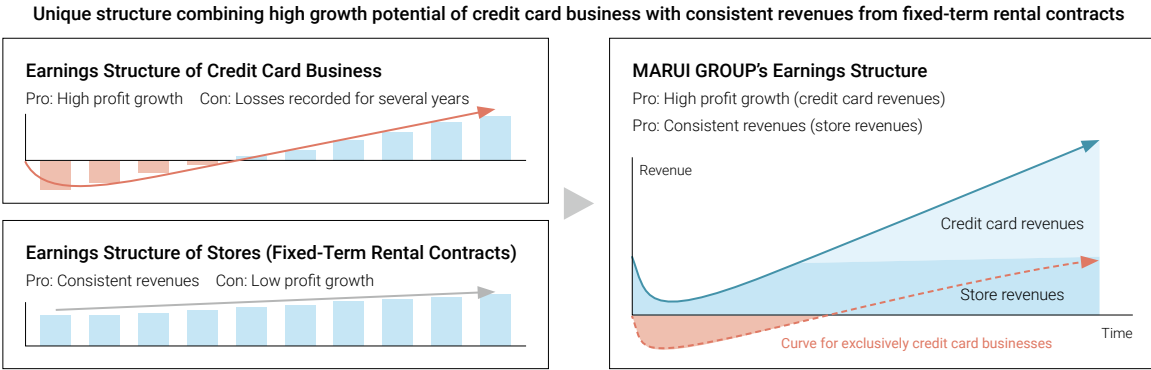 Unique structure combining high growth potential of credit card business with consistent revenues from fixed-term rental contracts
Earnings Structure of Credit Card Business
Pro: High profit growth Con: Losses recorded for several years
Earnings Structure of Stores (Fixed-Term Rental Contracts)
Pro: Consistent revenues Con: Low profit growth
MARUI GROUP's Earnings Structure
Pro: High profit growth (credit card revenues)
Pro: Consistent revenues (store revenues)
Revenue
Credit card revenues
Store revenues
Time
Curve for exclusively credit card businesses